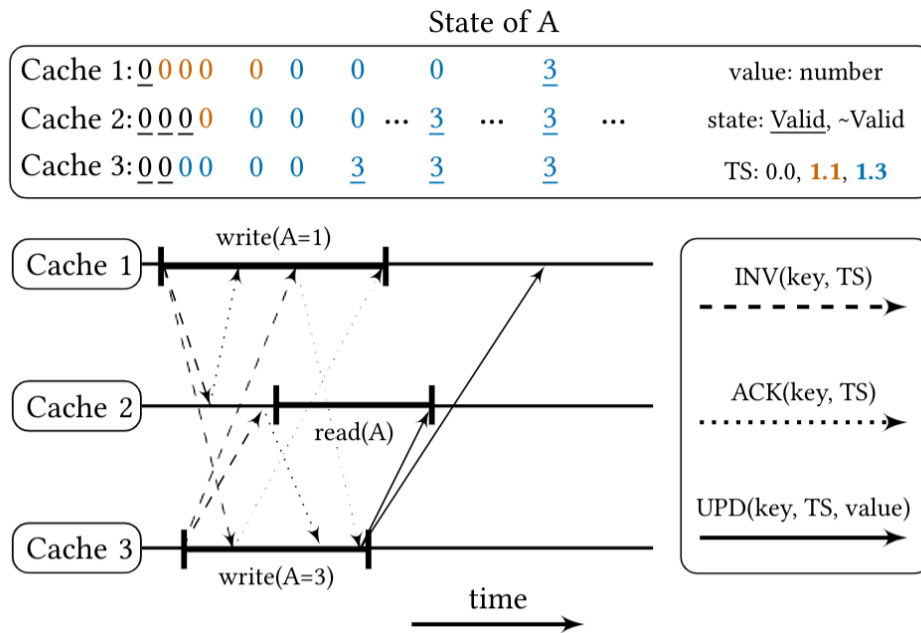 State of A
Cache 1: 0 0 0 0 0 0 0 0 3 value: number
Cache 2: 0 0 0 0 0 0 0 ... 3 ... 3 ... state: Valid, ~Valid
Cache 3: 0 0 0 0 0 0 3 3 3 TS: 0.0, 1.1, 1.3
write(A=1)
Cache 1
INV(key, TS)
Cache 2
read(A)
ACK(key, TS)
UPD(key, TS, value)
Cache 3
write(A=3)
time